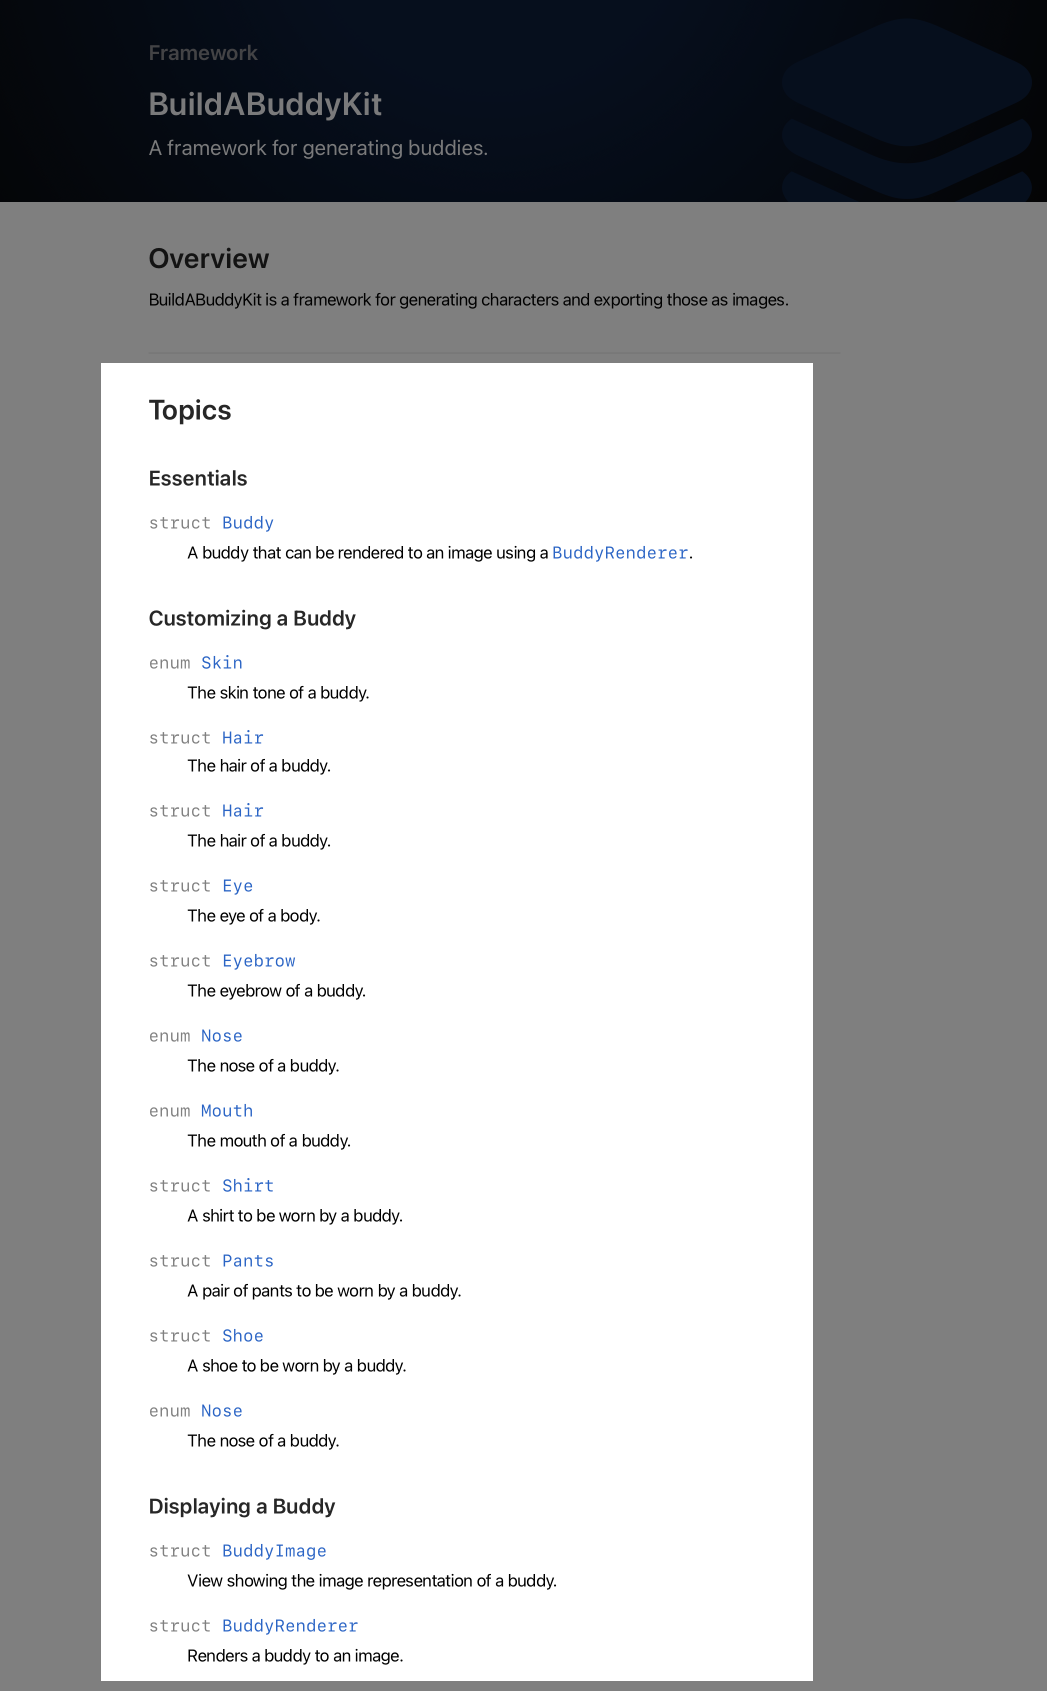 Framework
BuildABuddyKit
A framework for generating buddies.
Overview
BuildABuddyKit is a framework for generating characters and exporting those as images.
Topics
Essentials
struct Buddy
A buddy that can be rendered to an image using a BuddyRenderer.
Customizing a Buddy
enum Skin
The skin tone of a buddy.
struct Hair
The hair of a buddy.
struct Hair
The hair of a buddy.
struct Eye
The eye of a body.
struct Eyebrow
The eyebrow of a buddy.
enum Nose
The nose of a buddy.
enum Mouth
The mouth of a buddy.
struct Shirt
A shirt to be worn by a buddy.
struct Pants
A pair of pants to be worn by a buddy.
struct Shoe
A shoe to be worn by a buddy.
enum Nose
The nose of a buddy.
Displaying a Buddy
struct BuddyImage
View showing the image representation of a buddy.
struct BuddyRenderer
Renders a buddy to an image.